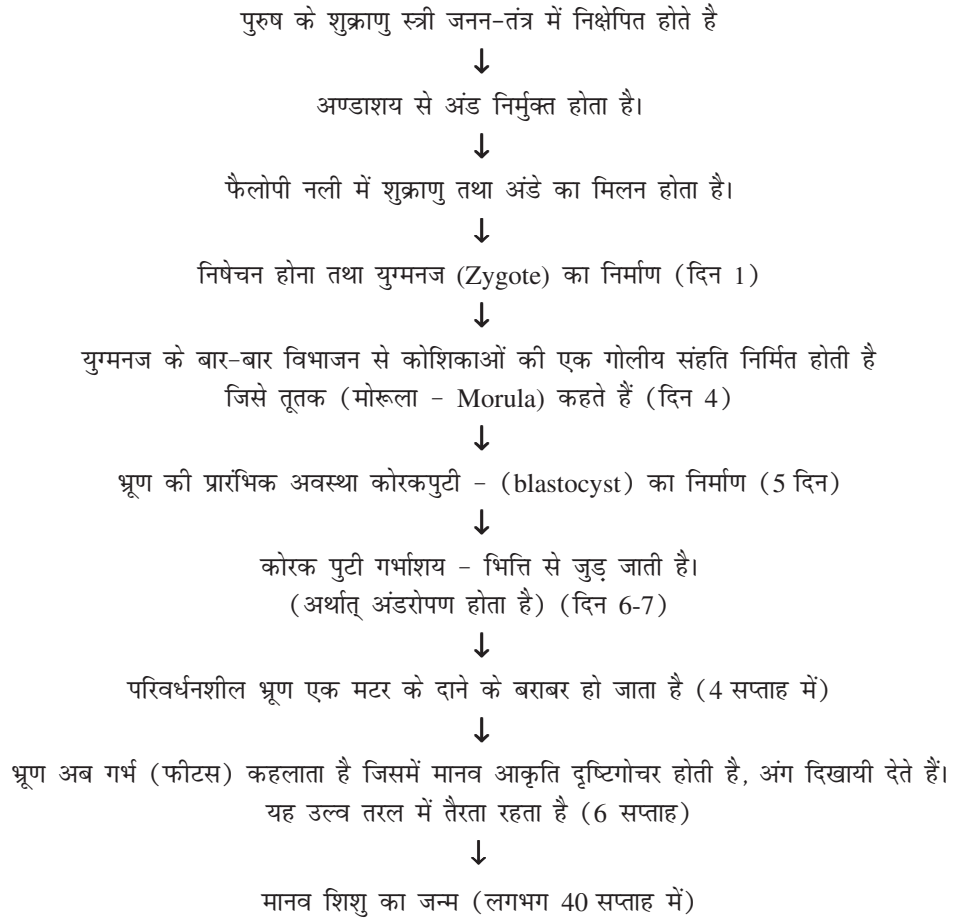 पुरुष के शुक्राणु स्त्री जनन-तंत्र में निक्षेपित होते है
↓
अण्डाशय से अंड निर्मुक्त होता है।
↓
फैलोपी नली में शुक्राणु तथा अंडे का मिलन होता है।
↓
निषेचन होना तथा युग्मनज (Zygote) का निर्माण (दिन 1)
↓
युग्मनज के बार-बार विभाजन से कोशिकाओं की एक गोलीय संहति निर्मित होती है
जिसे तूतक (मोरूला - Morula) कहते हैं (दिन 4)
↓
भ्रूण की प्रारंभिक अवस्था कोरकपुटी - (blastocyst) का निर्माण (5 दिन)
↓
कोरक पुटी गर्भाशय - भित्ति से जुड़ जाती है।
(अर्थात् अंडरोपण होता है) (दिन 6-7)
↓
परिवर्धनशील भ्रूण एक मटर के दाने के बराबर हो जाता है (4 सप्ताह में)
↓
भ्रूण अब गर्भ (फीटस) कहलाता है जिसमें मानव आकृति दृष्टिगोचर होती है, अंग दिखायी देते हैं।
यह उल्व तरल में तैरता रहता है (6 सप्ताह)
↓
मानव शिशु का जन्म (लगभग 40 सप्ताह में)